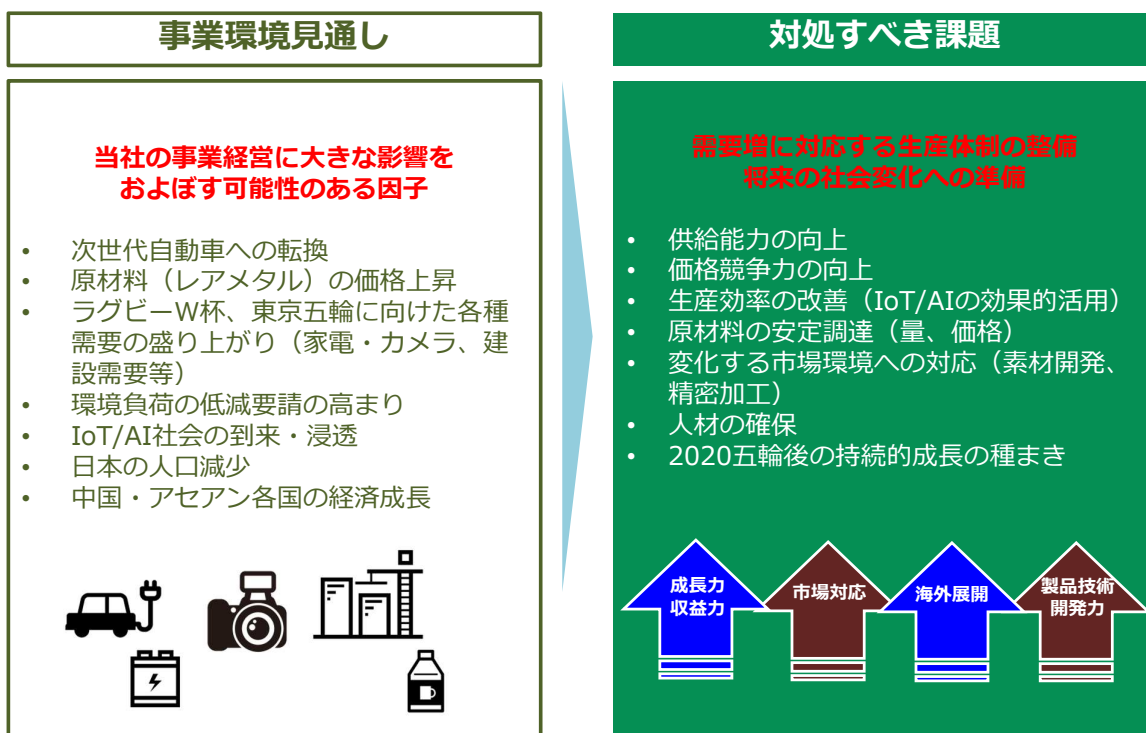 事業環境見通し
当社の事業経営に大きな影響を
およぼす可能性のある因子
• 次世代自動車への転換
• 原材料（レアメタル）の価格上昇
• ラグビーW杯、東京五輪に向けた各種
需要の盛り上がり（家電・カメラ、建
設需要等）
• 環境負荷の低減要請の高まり
• IoT/AI社会の到来・浸透
• 日本の人口減少
• 中国・アセアン各国の経済成長
対処すべき課題
需要増に対応する生産体制の整備
将来の社会変化への準備
• 供給能力の向上
• 価格競争力の向上
• 生産効率の改善（IoT/AIの効果的活用）
• 原材料の安定調達（量、価格）
• 変化する市場環境への対応（素材開発、
精密加工）
• 人材の確保
• 2020五輪後の持続的成長の種まき
成長力
収益力
市場対応
海外展開
製品技術
開発力